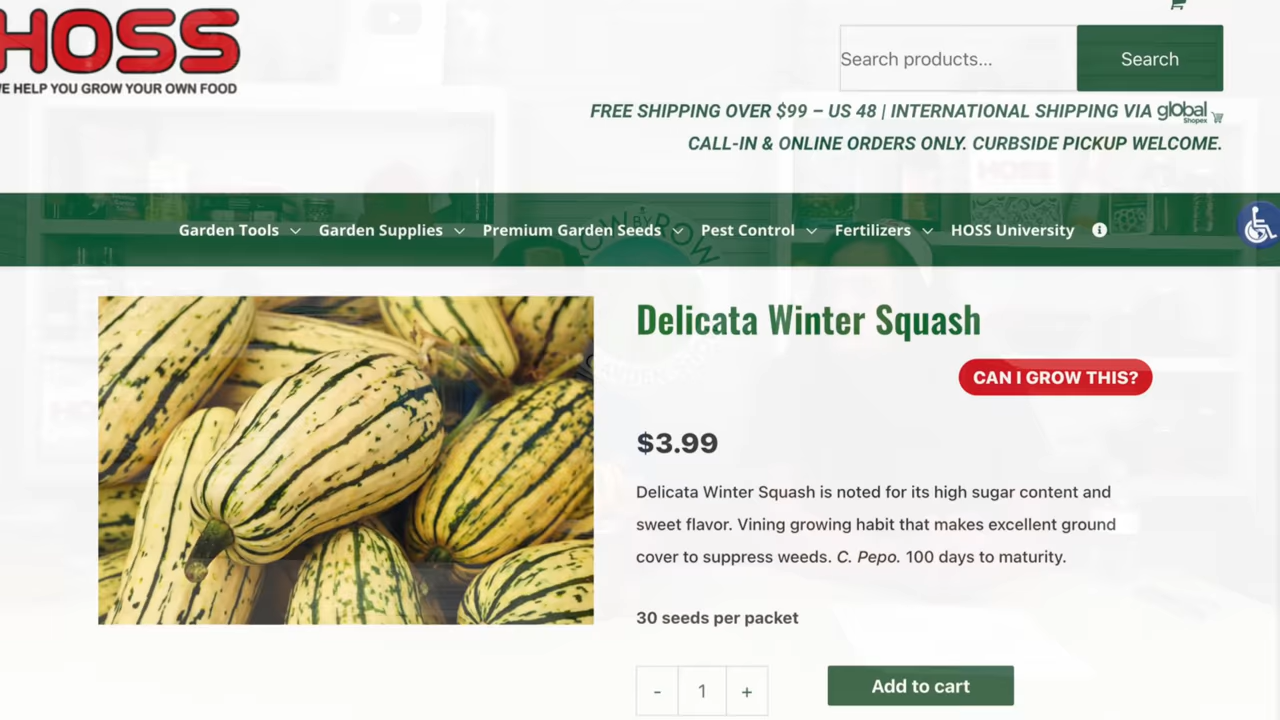 HOSS
WE HELP YOU GROW YOUR OWN FOOD
Search products...
Search
FREE SHIPPING OVER $99 – US 48 | INTERNATIONAL SHIPPING VIA global Shopex
CALL-IN & ONLINE ORDERS ONLY. CURBSIDE PICKUP WELCOME.
Garden Tools Garden Supplies Premium Garden Seeds Pest Control Fertilizers HOSS University
ROW BY ROW
Delicata Winter Squash
CAN I GROW THIS?
$3.99
Delicata Winter Squash is noted for its high sugar content and
sweet flavor. Vining growing habit that makes excellent ground
cover to suppress weeds. C. Pepo. 100 days to maturity.
30 seeds per packet
- 1 +
Add to cart